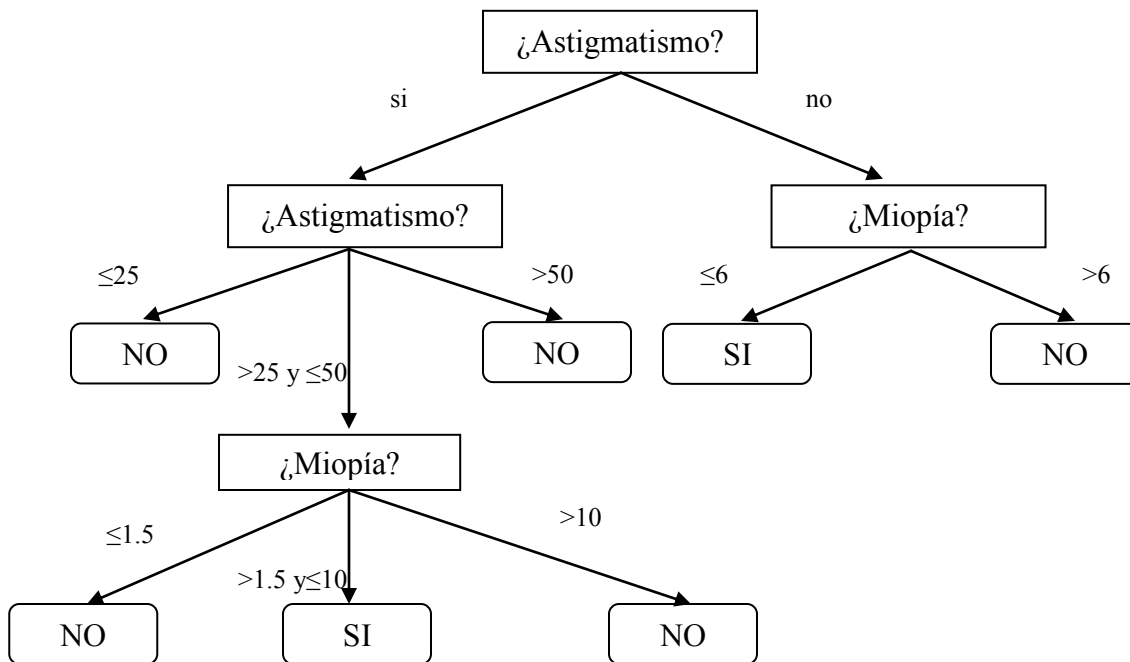 ¿Astigmatismo?
si
no
¿Astigmatismo?
¿Miopía?
≤25
>50
≤6
>6
NO
NO
SI
NO
>25 y ≤50
¿Miopía?
≤1.5
>10
>1.5 y≤10
NO
SI
NO